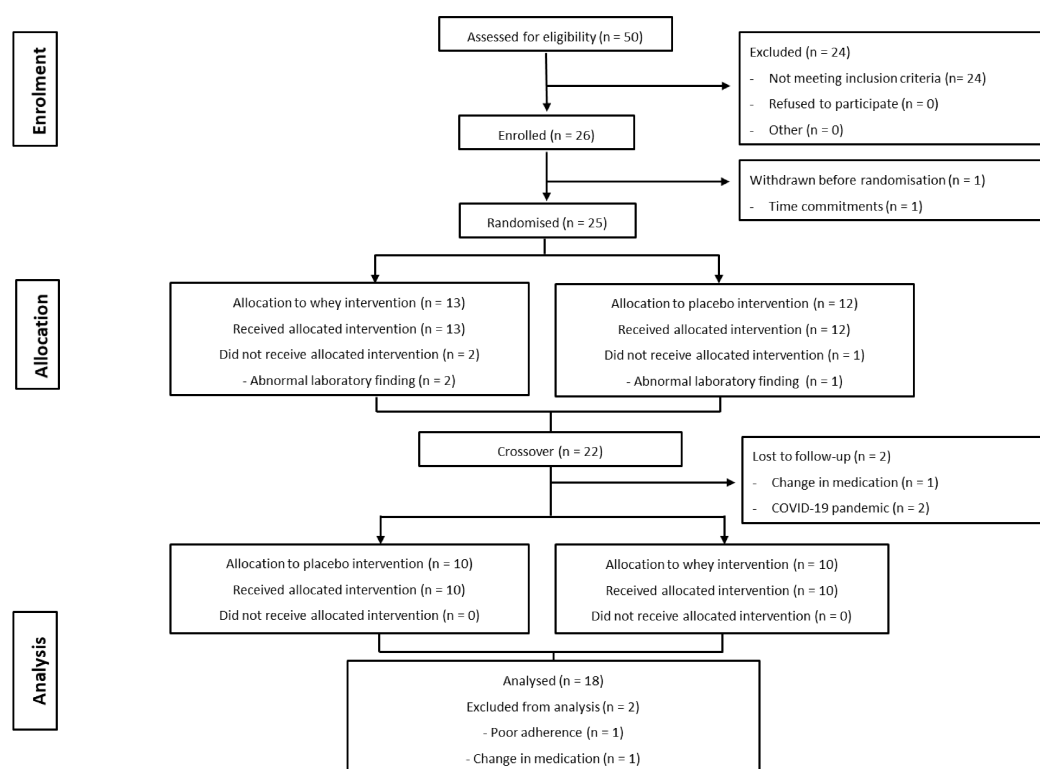 Enrolment
Assessed for eligibility (n = 50)
Excluded (n = 24)
- Not meeting inclusion criteria (n= 24)
- Refused to participate (n = 0)
- Other (n = 0)
Enrolled (n = 26)
Withdrawn before randomisation (n = 1)
- Time commitments (n = 1)
Randomised (n = 25)
Allocation
Allocation to whey intervention (n = 13)
Received allocated intervention (n = 13)
Did not receive allocated intervention (n = 2)
- Abnormal laboratory finding (n = 2)
Allocation to placebo intervention (n = 12)
Received allocated intervention (n = 12)
Did not receive allocated intervention (n = 1)
- Abnormal laboratory finding (n = 1)
Crossover (n = 22)
Lost to follow-up (n = 2)
- Change in medication (n = 1)
- COVID-19 pandemic (n = 2)
Allocation to placebo intervention (n = 10)
Received allocated intervention (n = 10)
Did not receive allocated intervention (n = 0)
Allocation to whey intervention (n = 10)
Received allocated intervention (n = 10)
Did not receive allocated intervention (n = 0)
Analysis
Analysed (n = 18)
Excluded from analysis (n = 2)
- Poor adherence (n = 1)
- Change in medication (n = 1)